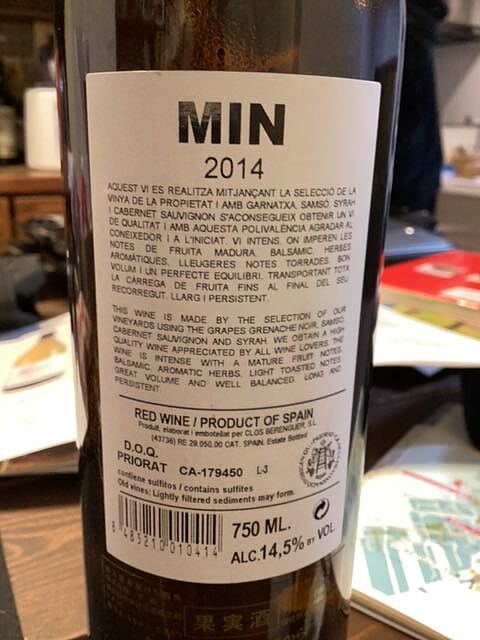 MIN
2014
AQUEST VI ES REALITZA MITJANÇANT LA SELECCIÓ DE LA
VINYA DE LA PROPIETAT I AMB GARNATXA, SAMSÓ, SYRAH
I CABERNET SAUVIGNON S'ACONSEGUEIX OBTENIR UN VI
DE QUALITAT I AMB AQUESTA POLIVALÈNCIA AGRADAR AL
CONEIXEDOR I A L'INICIAT. VI INTENS, ON IMPEREN LES
NOTES DE FRUITA MADURA, BALSÀMIC, HERBES
AROMÀTIQUES, LLEUGERES NOTES TORRADES, BON
VOLUM I UN PERFECTE EQUILIBRI, TRANSPORTANT TOTA
LA CÀRREGA DE FRUITA FINS AL FINAL DEL SEU
RECORREGUT. LLARG I PERSISTENT.
THIS WINE IS MADE BY THE SELECTION OF OUR
VINEYARDS USING THE GRAPES GRENACHE NOIR, SAMSÓ,
CABERNET SAUVIGNON AND SYRAH. WE OBTAIN A HIGH
QUALITY WINE APPRECIATED BY ALL WINE LOVERS. THE
WINE IS INTENSE WITH A MATURE FRUIT NOTES,
BALSAMIC, AROMATIC HERBS, LIGHT TOASTED NOTES,
GREAT VOLUME AND WELL BALANCED. LONG AND
PERSISTENT.
RED WINE / PRODUCT OF SPAIN
Produït, elaborat i embotellat per CLOS BERENGUER, S.L.
(43736) RE 29.050.00 CAT. SPAIN. Estate Bottled
D.O.Q.
PRIORAT CA-179450 L-3
contiene sulfitos / contains sulfites
Old vines: Lightly filtered sediments may form.
8 483210 010414
750 ML.
ALC.14,5% BY VOL.
果実酒